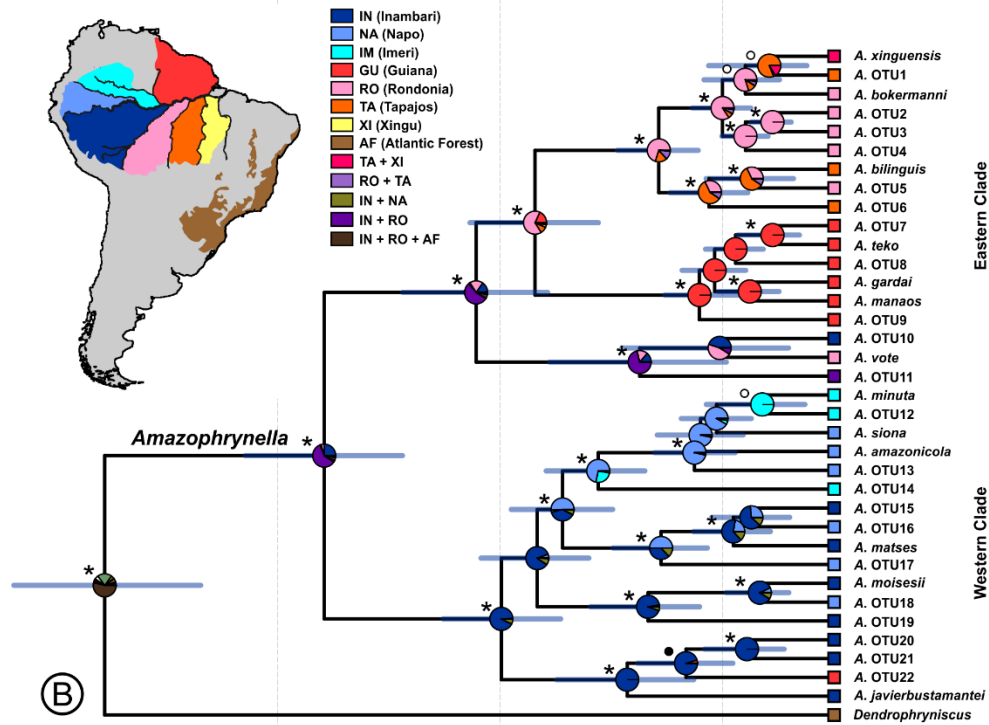 IN (Inambari)
NA (Napo)
IM (Imeri)
GU (Guiana)
RO (Rondonia)
TA (Tapajos)
XI (Xingu)
AF (Atlantic Forest)
TA + XI
RO + TA
IN + NA
IN + RO
IN + RO + AF
A. xinguensis
A. OTU1
A. bokermanni
A. OTU2
A. OTU3
A. OTU4
A. bilinguis
A. OTU5
A. OTU6
A. OTU7
A. teko
A. OTU8
A. gardai
A. manaos
A. OTU9
A. OTU10
A. vote
A. OTU11
A. minuta
A. OTU12
A. siona
A. amazonicola
A. OTU13
A. OTU14
A. OTU15
A. OTU16
A. matses
A. OTU17
A. moisesii
A. OTU18
A. OTU19
A. OTU20
A. OTU21
A. OTU22
A. javierbustamantei
Dendrophryniscus
Eastern Clade
Western Clade
Amazophrynella
B